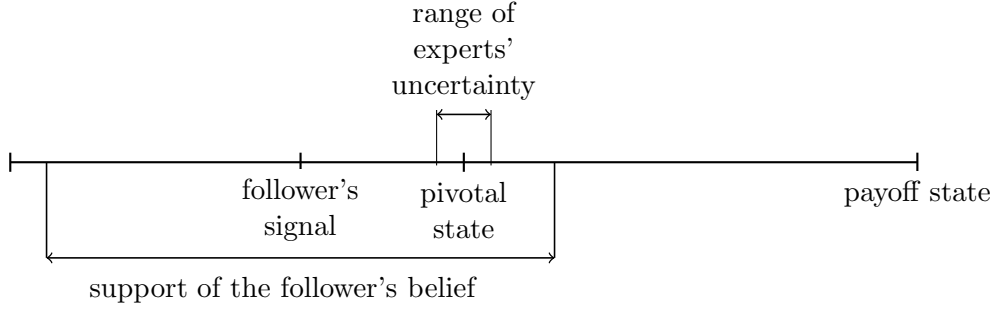 range of
experts'
uncertainty
follower's
signal
pivotal
state
payoff state
support of the follower's belief